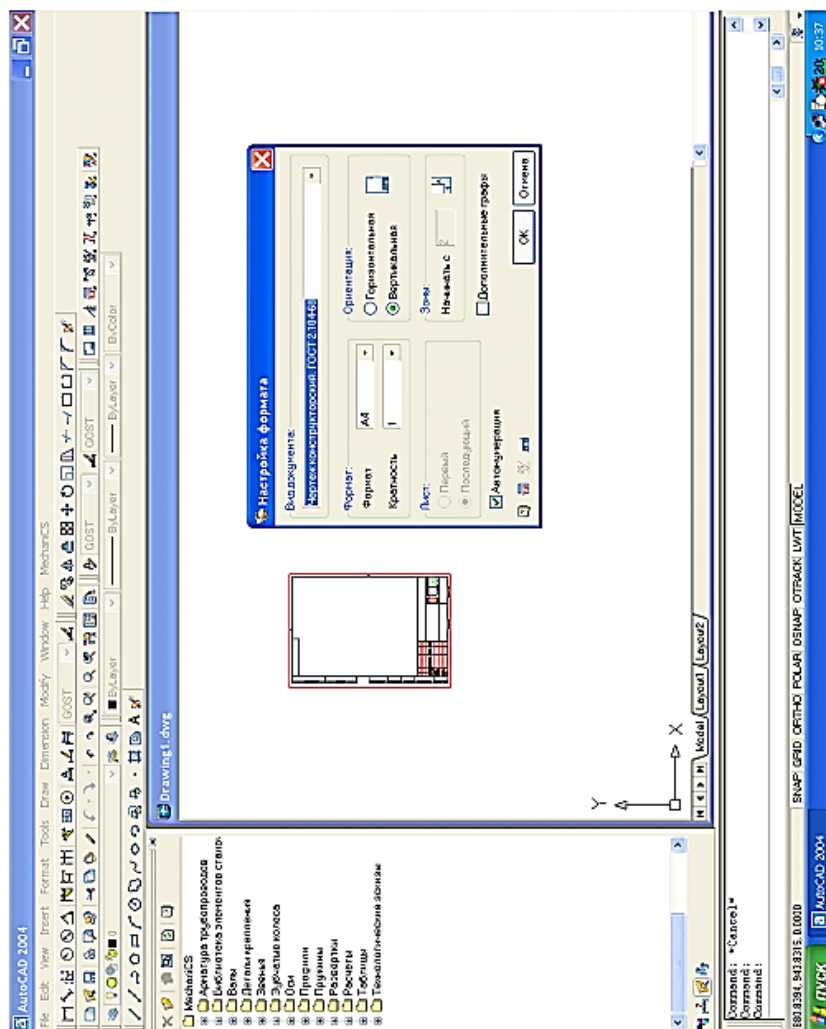 AutoCAD 2004
File Edit View Insert Format Tools Draw Dimension Modify Window Help MechaniCS
GOST
GOST GOST
ByLayer ByLayer ByLayer ByColor
MechaniCS
Арматура трубопроводов
Библиотека элементов станоч
Валы
Детали крепления
Звенья
Зубчатые колеса
Оси
Профили
Пружины
Развертки
Расчеты
Таблицы
Технологические эскизы
Drawing1.dwg
Y
X
Настройка формата
Вид документа:
Чертеж конструкторский. ГОСТ 2.104-68
Формат:
Формат A4
Кратность 1
Ориентация:
Горизонтальная
Вертикальная
Лист:
Первый
Последующий
Зоны:
Начинать с
Автонумерация
Дополнительные графы
OK Отмена
Model Layout1 Layout2
Command: *Cancel*
Command:
Command:
SNAP GRID ORTHO POLAR OSNAP OTRACK LWT MODEL
пуск AutoCAD 2004 10:37